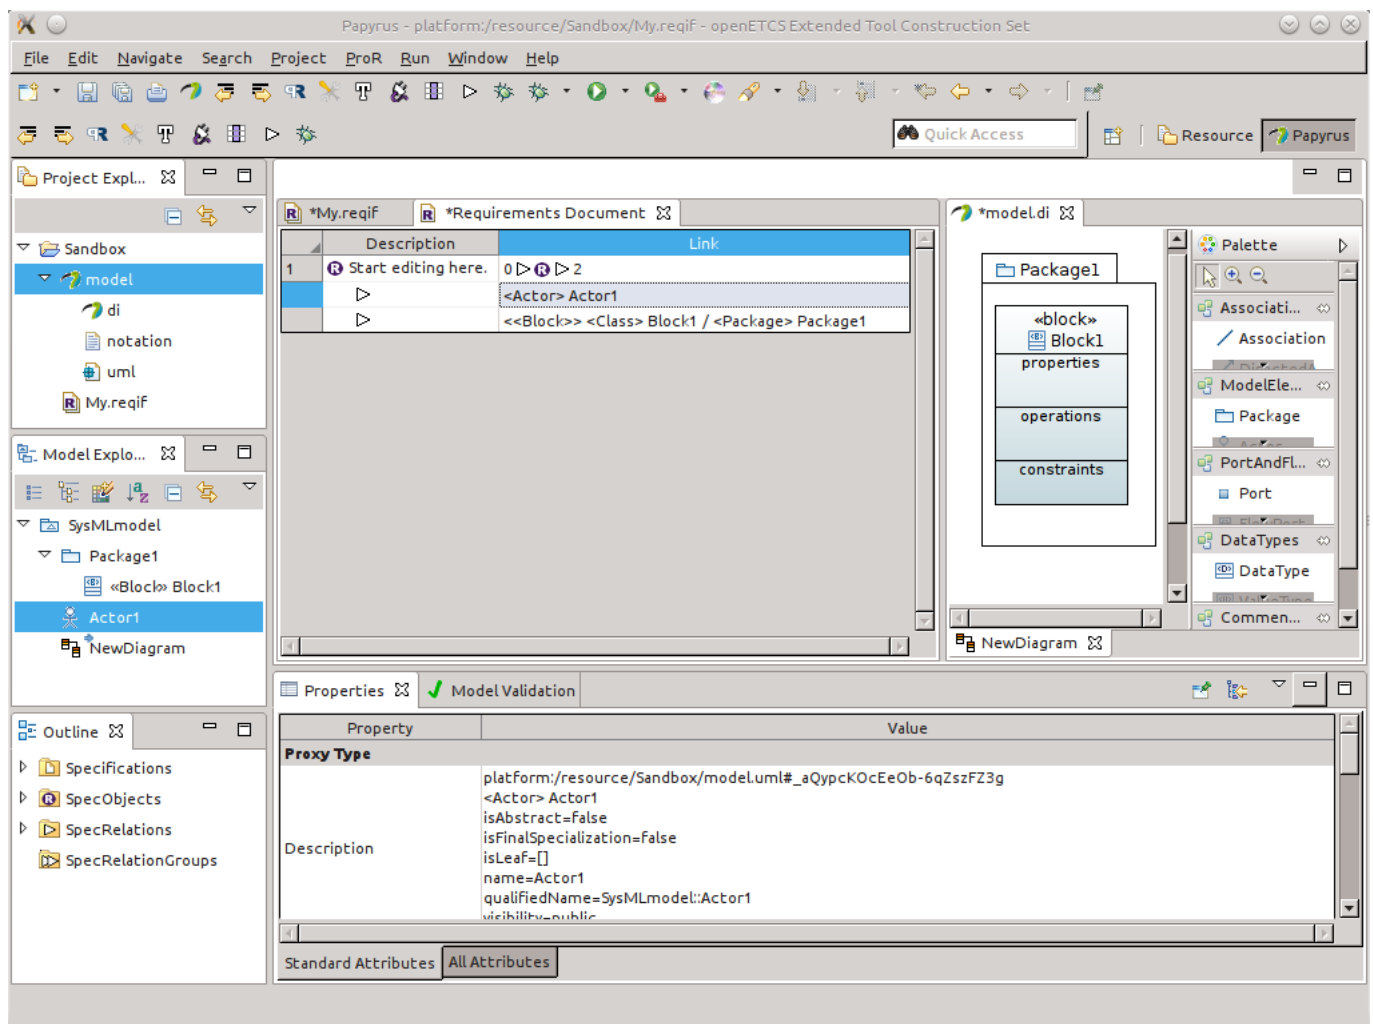 Papyrus - platform:/resource/Sandbox/My.reqif - openETCS Extended Tool Construction Set
File Edit Navigate Search Project ProR Run Window Help
Quick Access
Resource
Papyrus
Project Expl...
Sandbox
model
di
notation
uml
My.reqif
Model Explo...
SysMLmodel
Package1
«Block» Block1
Actor1
NewDiagram
Outline
Specifications
SpecObjects
SpecRelations
SpecRelationGroups
*My.reqif
*Requirements Document
Description Link
1 Start editing here. 0 ▷ R ▷ 2
▷ <Actor> Actor1
▷ <<Block>> <Class> Block1 / <Package> Package1
*model.di
Package1
«block»
Block1
properties
operations
constraints
NewDiagram
Palette
Associati...
Association
ModelEle...
Package
PortAndFl...
Port
DataTypes
DataType
Commen...
Properties
Model Validation
Property Value
Proxy Type
Description
platform:/resource/Sandbox/model.uml#_aQypcKOcEeOb-6qZszFZ3g
<Actor> Actor1
isAbstract=false
isFinalSpecialization=false
isLeaf=[]
name=Actor1
qualifiedName=SysMLmodel::Actor1
visibility=public
Standard Attributes
All Attributes